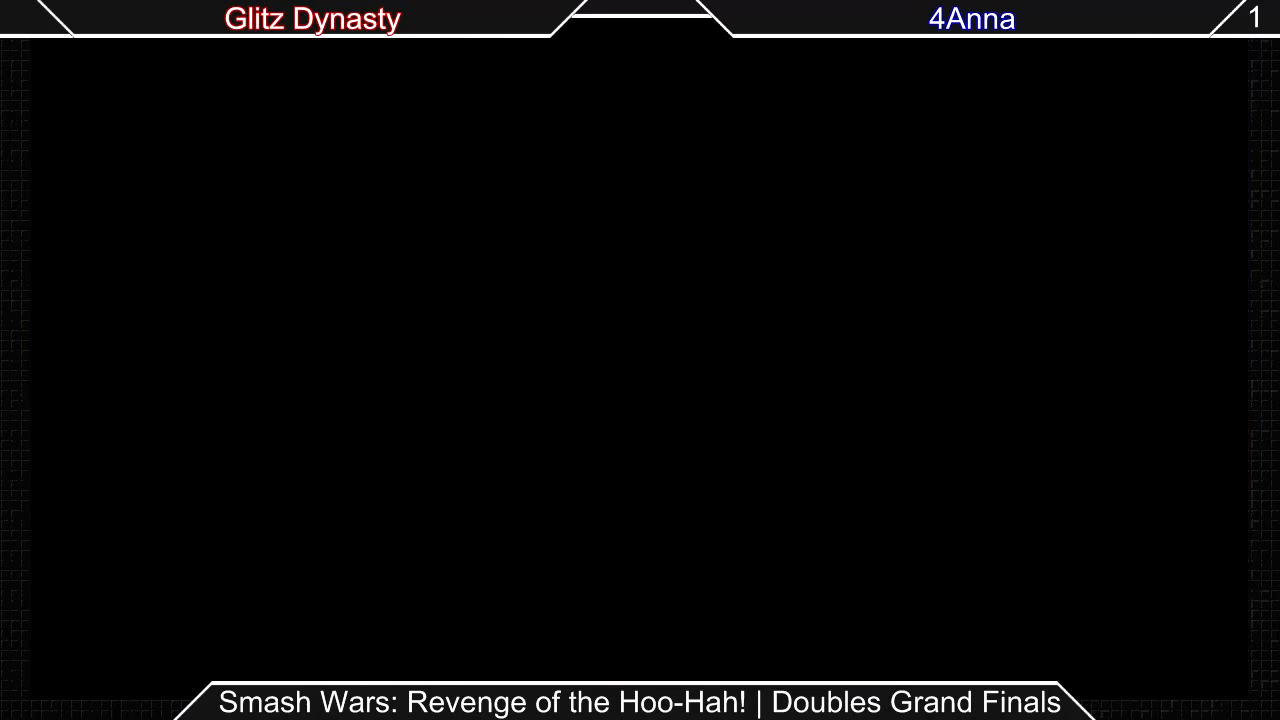 Glitz Dynasty
4Anna
1
Smash Wars: Revenge of the Hoo-Hah! | Doubles Grand Finals